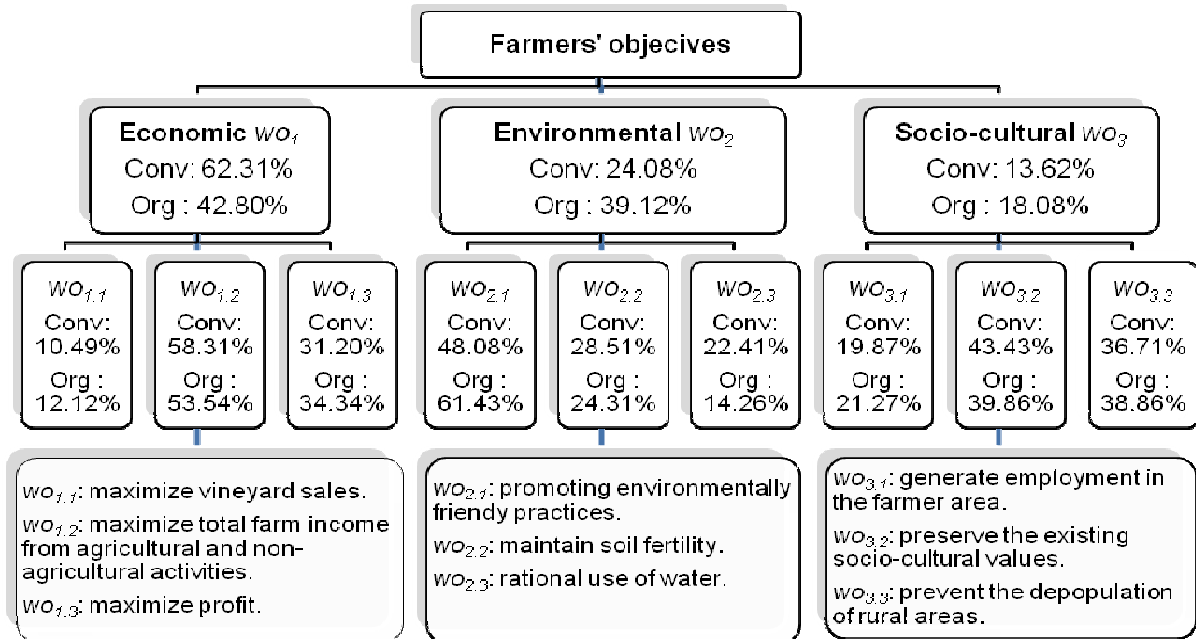 Farmers' objecives
Economic wo1
Conv: 62.31%
Org : 42.80%
Environmental wo2
Conv: 24.08%
Org : 39.12%
Socio-cultural wo3
Conv: 13.62%
Org : 18.08%
wo1.1
Conv:
10.49%
Org :
12.12%
wo1.2
Conv:
58.31%
Org :
53.54%
wo1.3
Conv:
31.20%
Org :
34.34%
wo2.1
Conv:
48.08%
Org :
61.43%
wo2.2
Conv:
28.51%
Org :
24.31%
wo2.3
Conv:
22.41%
Org :
14.26%
wo3.1
Conv:
19.87%
Org :
21.27%
wo3.2
Conv:
43.43%
Org :
39.86%
wo3.3
Conv:
36.71%
Org :
38.86%
wo1.1: maximize vineyard sales.
wo1.2: maximize total farm income
from agricultural and non-
agricultural activities.
wo1.3: maximize profit.
wo2.1: promoting environmentally
friendly practices.
wo2.2: maintain soil fertility.
wo2.3: rational use of water.
wo3.1: generate employment in
the farmer area.
wo3.2: preserve the existing
socio-cultural values.
wo3.3: prevent the depopulation
of rural areas.